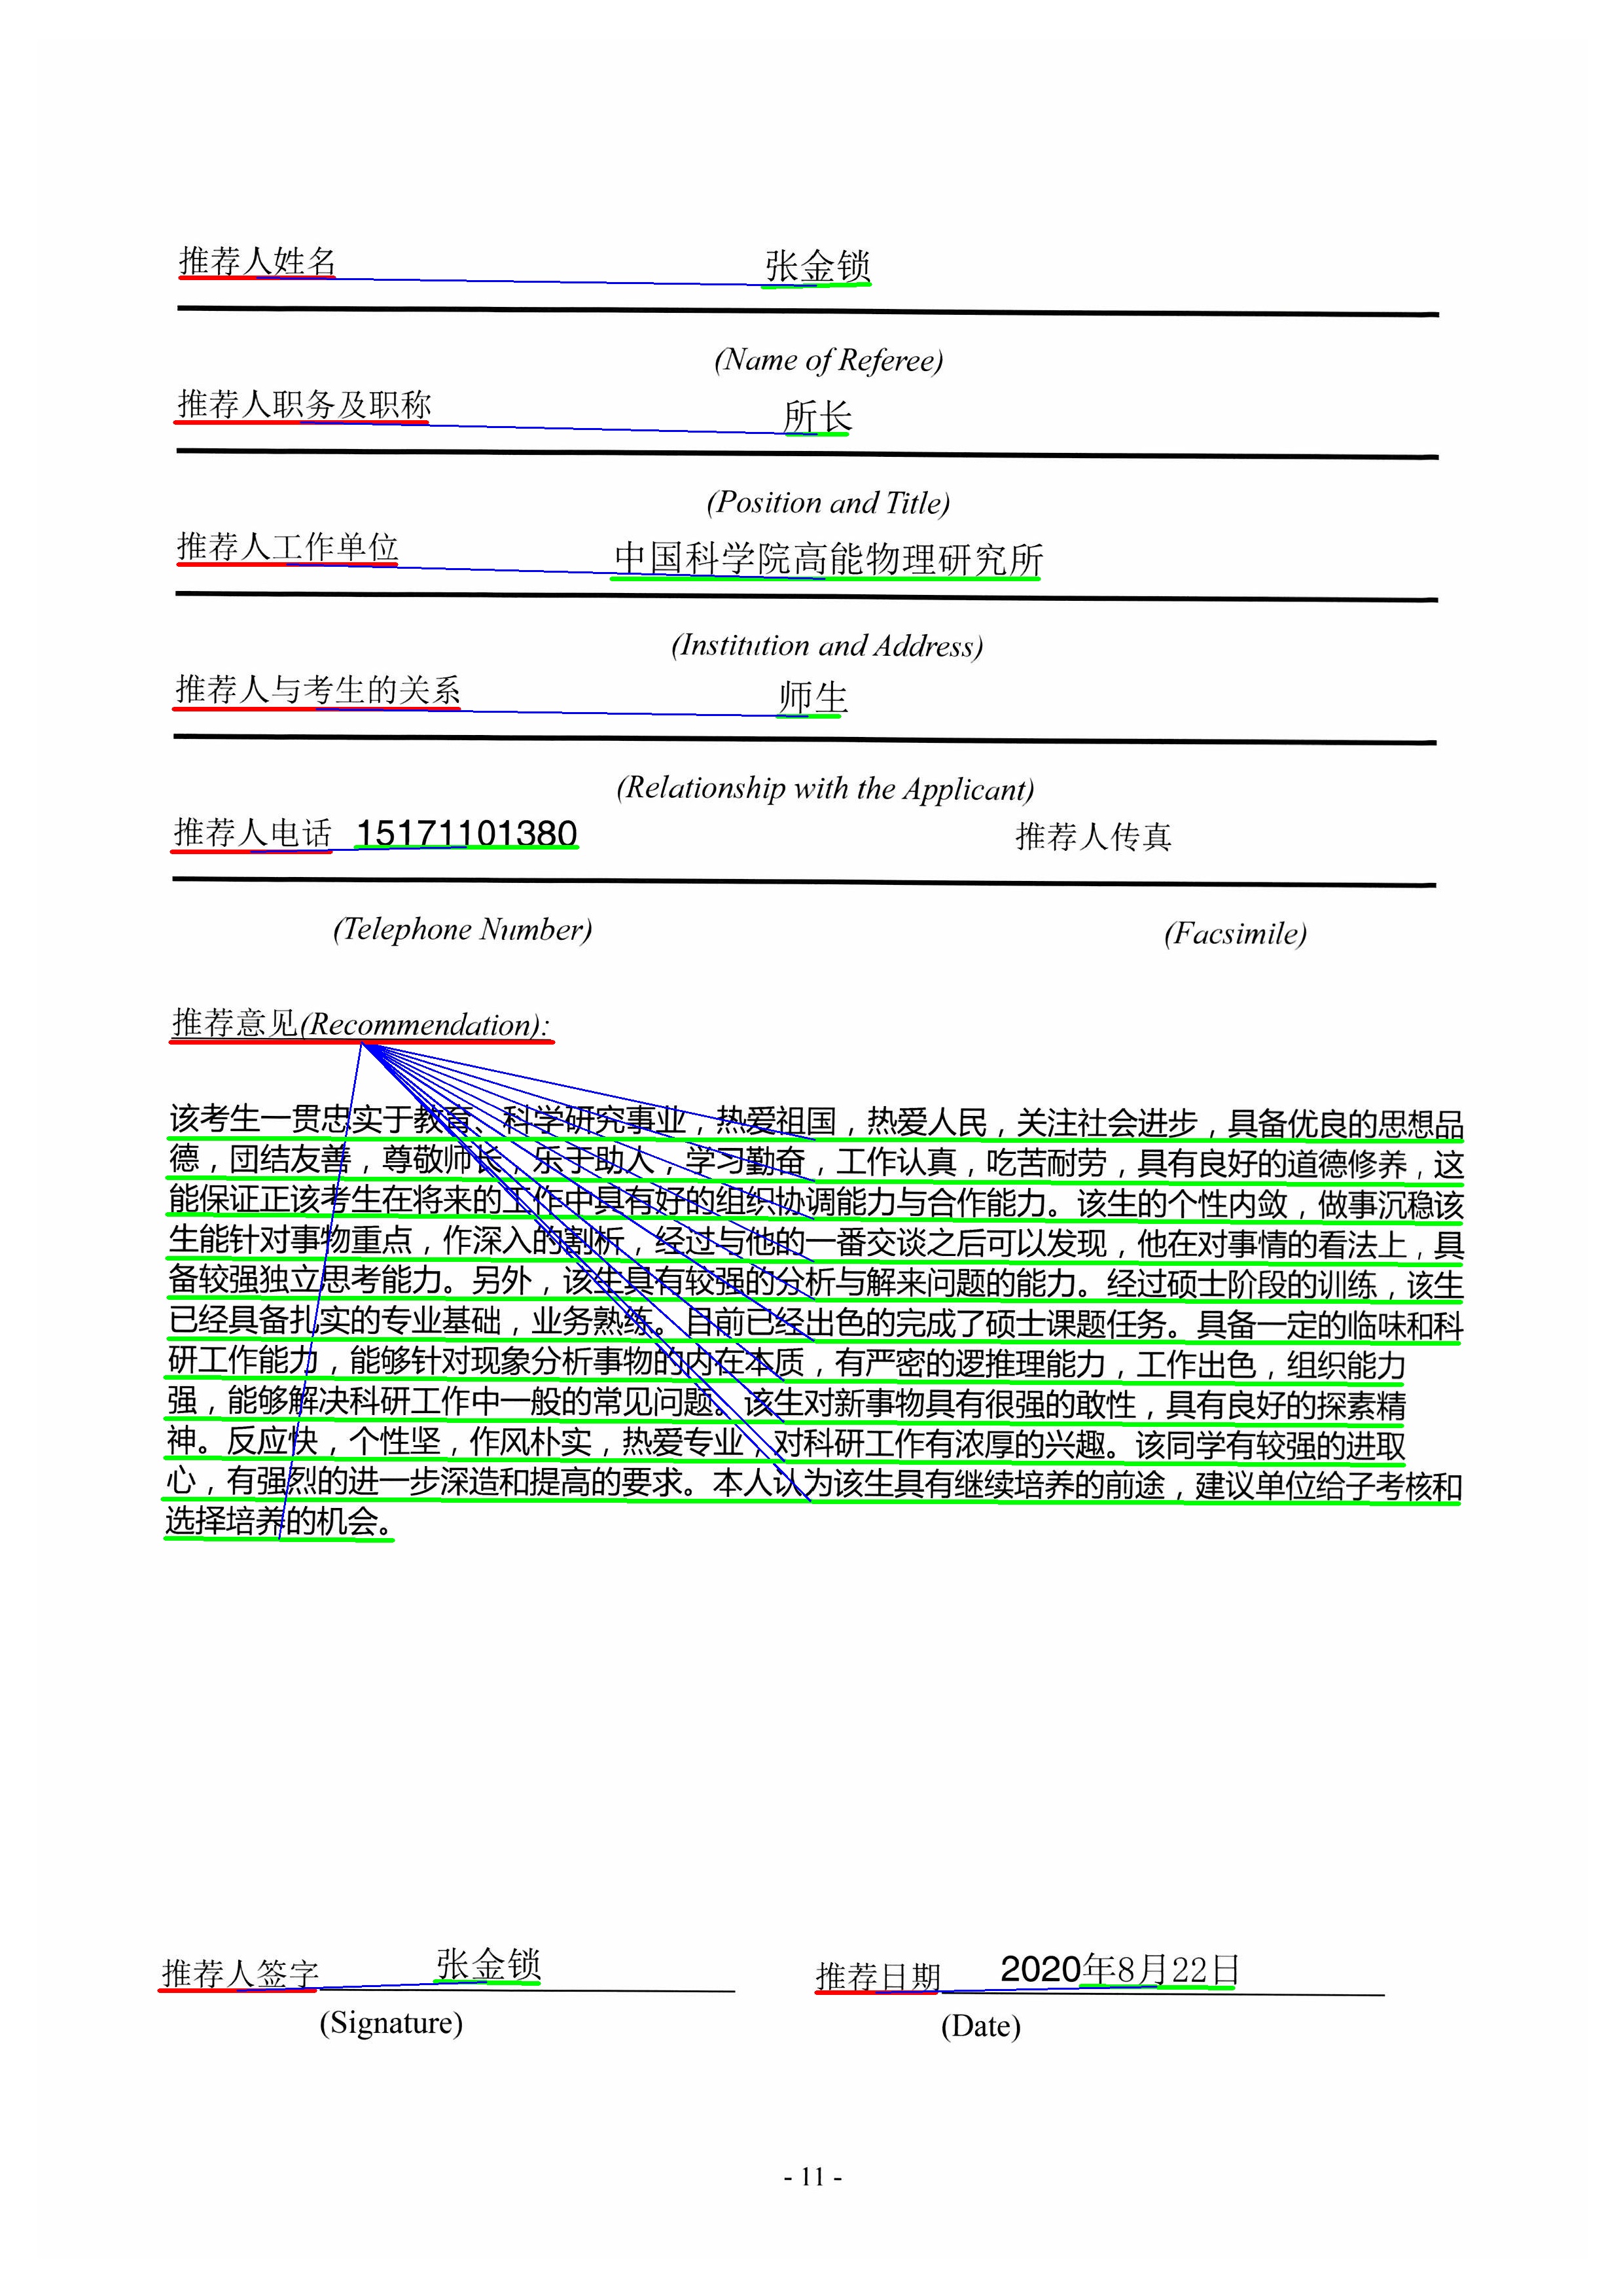 推荐人姓名 张金锁
(Name of Referee)
推荐人职务及职称 所长
(Position and Title)
推荐人工作单位 中国科学院高能物理研究所
(Institution and Address)
推荐人与考生的关系 师生
(Relationship with the Applicant)
推荐人电话 15171101380 推荐人传真
(Telephone Number) (Facsimile)
推荐意见(Recommendation):
该考生一贯忠实于教育、科学研究事业，热爱祖国，热爱人民，关注社会进步，具备优良的思想品
德，团结友善，尊敬师长，乐于助人，学习勤奋，工作认真，吃苦耐劳，具有良好的道德修养，这
能保证正该考生在将来的工作中具有好的组织协调能力与合作能力。该生的个性内敛，做事沉稳该
生能针对事物重点，作深入的割析，经过与他的一番交谈之后可以发现，他在对事情的看法上，具
备较强独立思考能力。另外，该生具有较强的分析与解来问题的能力。经过硕士阶段的训练，该生
已经具备扎实的专业基础，业务熟练。目前已经出色的完成了硕士课题任务。具备一定的临味和科
研工作能力，能够针对现象分析事物的内在本质，有严密的逻推理能力，工作出色，组织能力
强，能够解决科研工作中一般的常见问题。该生对新事物具有很强的敢性，具有良好的探素精
神。反应快，个性坚，作风朴实，热爱专业，对科研工作有浓厚的兴趣。该同学有较强的进取
心，有强烈的进一步深造和提高的要求。本人认为该生具有继续培养的前途，建议单位给子考核和
选择培养的机会。
推荐人签字 张金锁 推荐日期 2020年8月22日
(Signature) (Date)
- 11 -